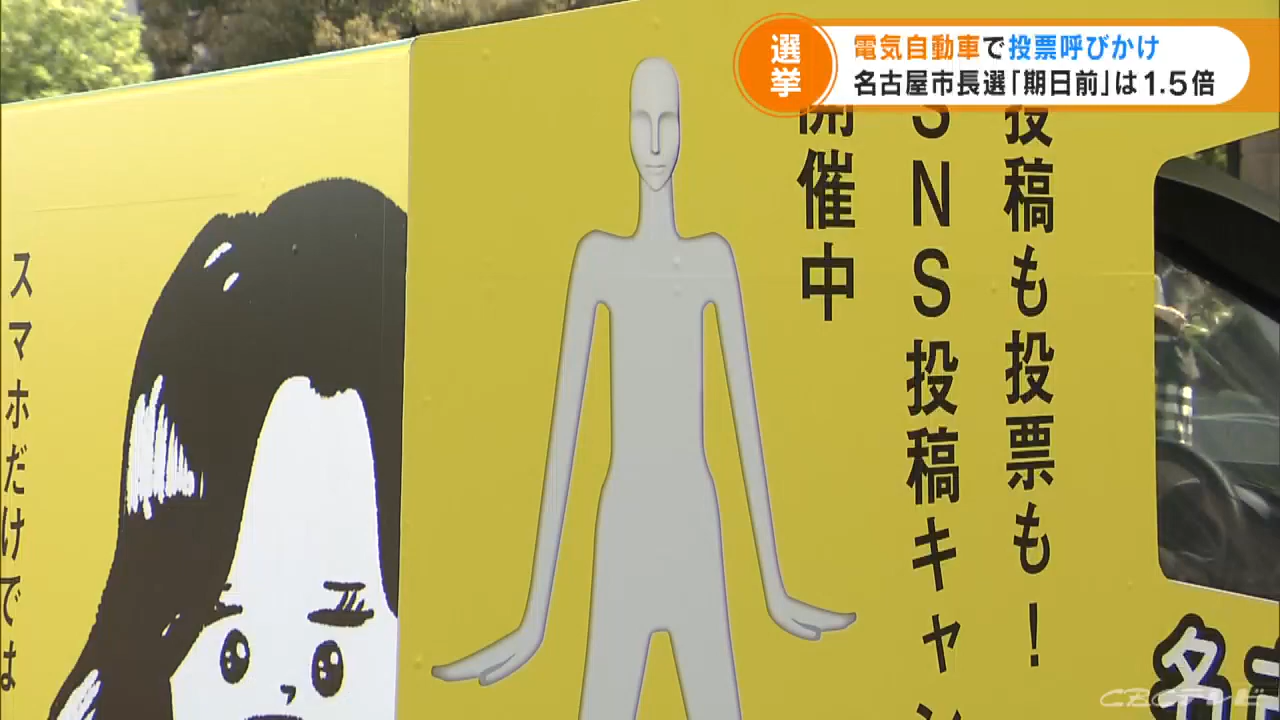 選挙
電気自動車で投票呼びかけ
名古屋市長選「期日前」は1.5倍
投稿も投票も！
SNS投稿キャン
開催中
スマホだけでは
名古
CBCテレビ